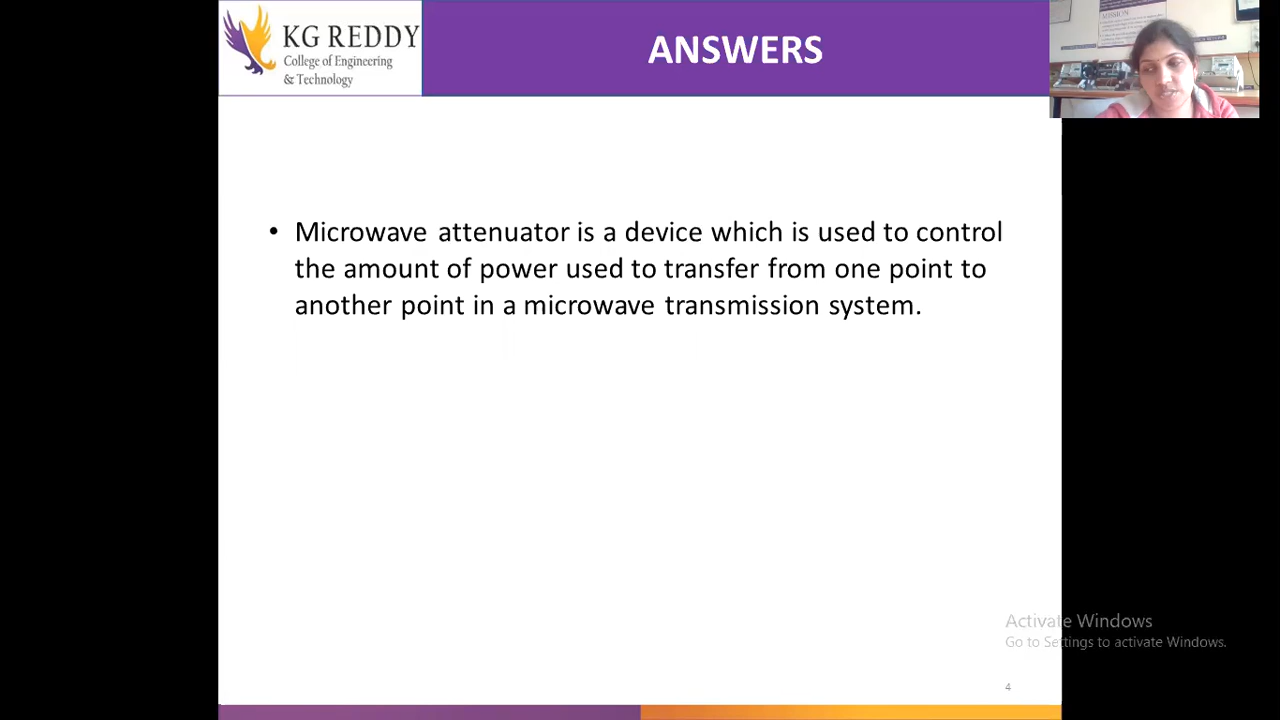 KG REDDY
College of Engineering
& Technology
ANSWERS
MISSION
• Microwave attenuator is a device which is used to control
the amount of power used to transfer from one point to
another point in a microwave transmission system.
Activate Windows
Go to Settings to activate Windows.
4